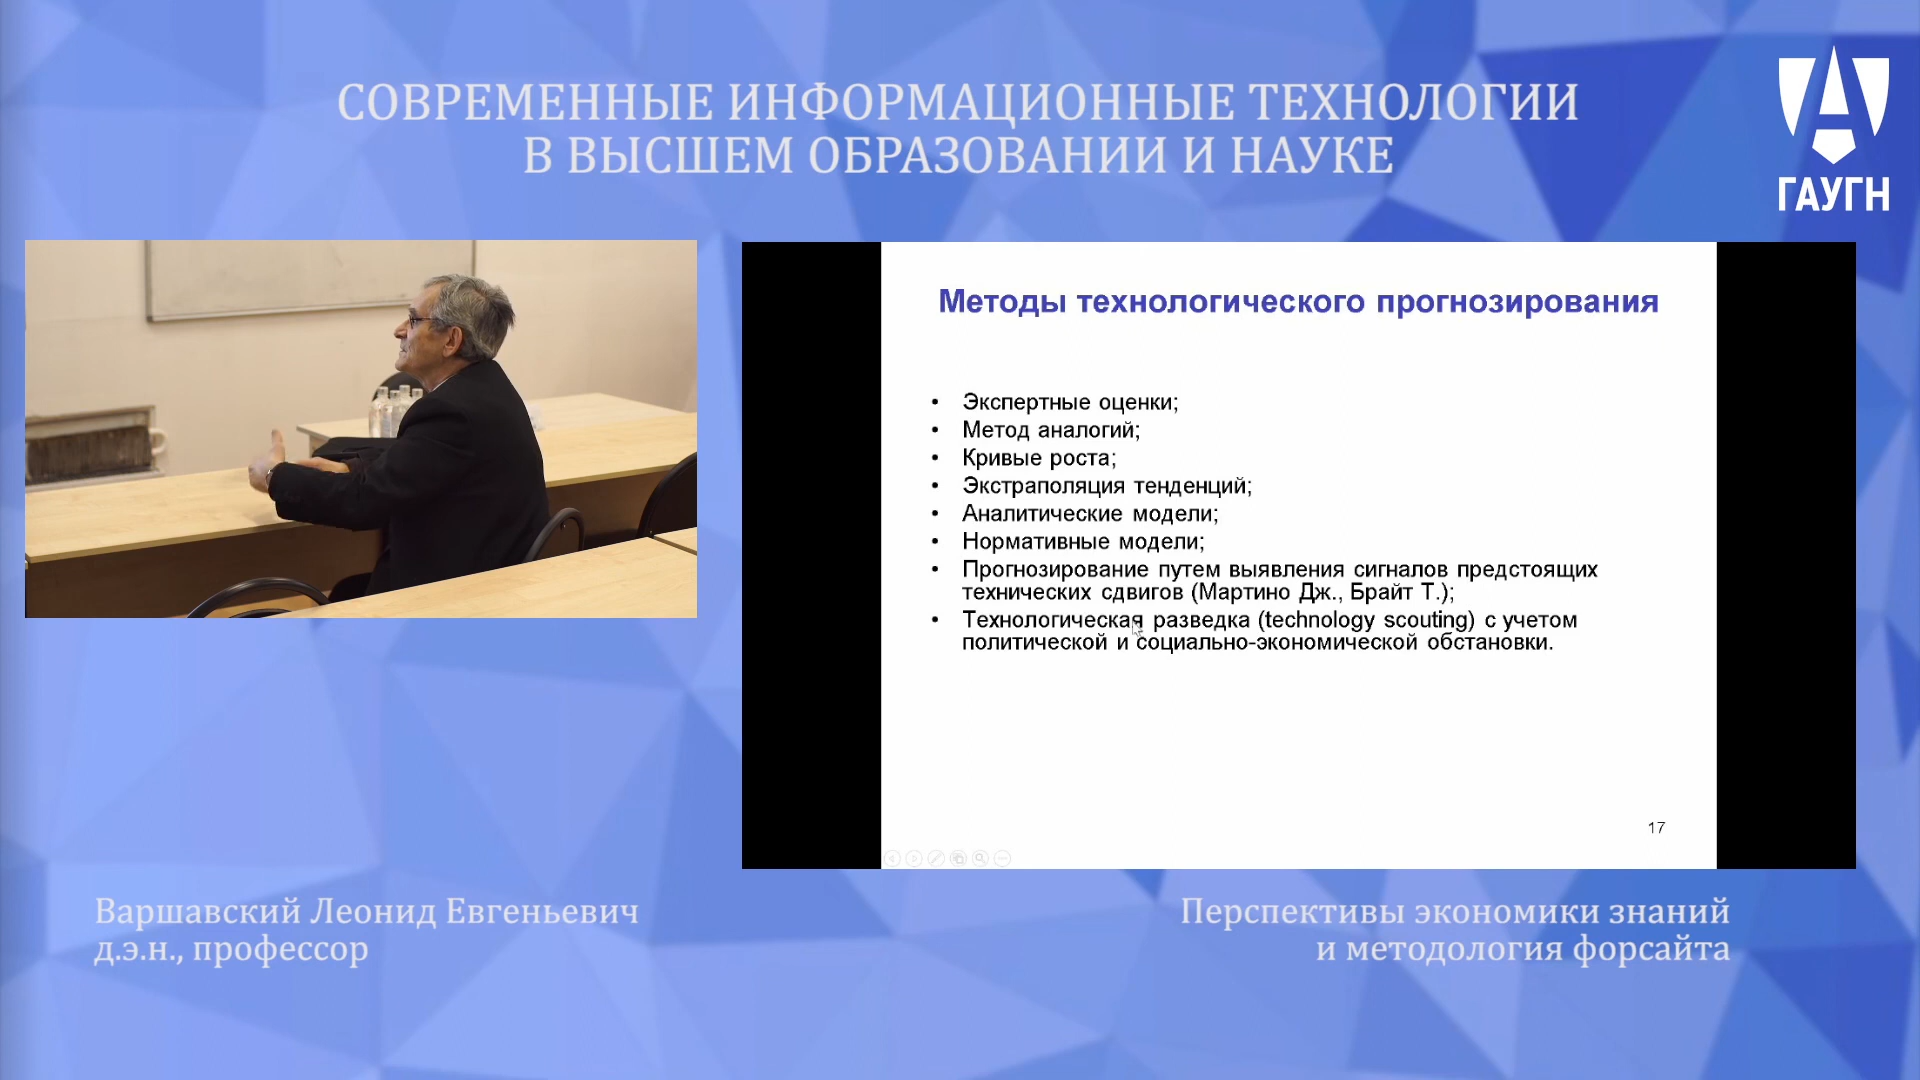 СОВРЕМЕННЫЕ ИНФОРМАЦИОННЫЕ ТЕХНОЛОГИИ
В ВЫСШЕМ ОБРАЗОВАНИИ И НАУКЕ
ГАУГН
Методы технологического прогнозирования
• Экспертные оценки;
• Метод аналогий;
• Кривые роста;
• Экстраполяция тенденций;
• Аналитические модели;
• Нормативные модели;
• Прогнозирование путем выявления сигналов предстоящих
технических сдвигов (Мартино Дж., Брайт Т.);
• Технологическая разведка (technology scouting) с учетом
политической и социально-экономической обстановки.
17
Варшавский Леонид Евгеньевич
д.э.н., профессор
Перспективы экономики знаний
и методология форсайта